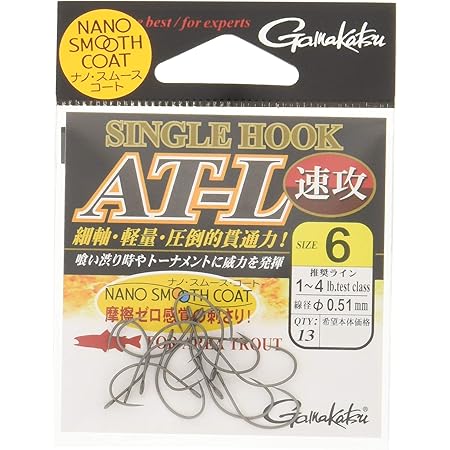 NANO
SMOOTH
COAT
ナノ・スムース
コート
best / for experts
Gamakatsu
SINGLE HOOK
AT-L
速攻
細軸・軽量・圧倒的貫通力!
喰い渋り時やトーナメントに威力を発揮
SIZE 6
推奨ライン
1~4 lb.test class
線径 φ0.51mm
QTY: 希望本体価格
13
ナノ・スムース・コート
NANO SMOOTH COAT
摩擦ゼロ感覚の刺さり!
FOR AREA TROUT
Gamakatsu®